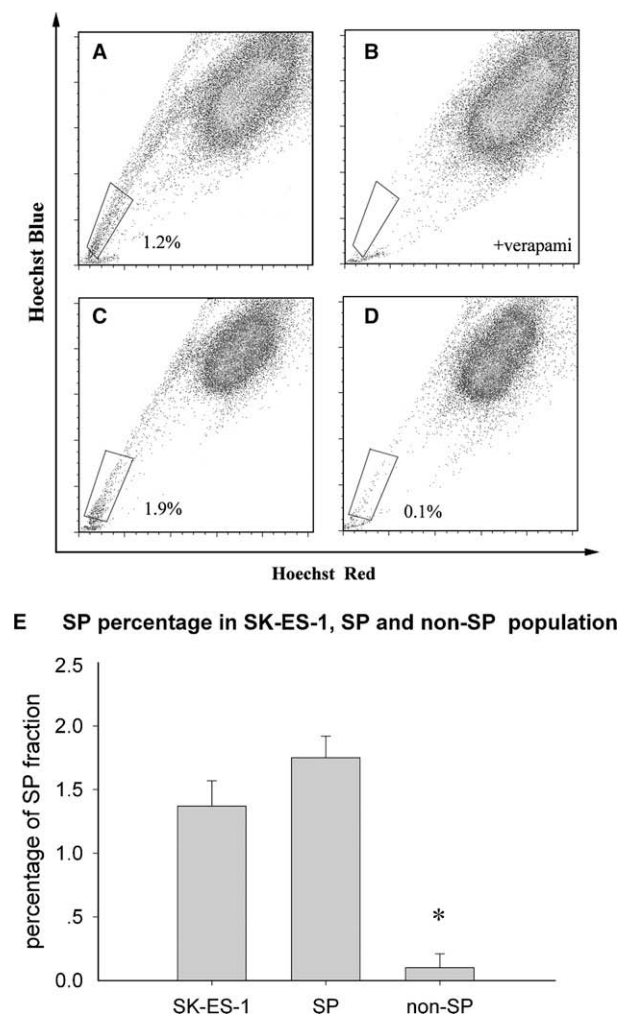 A
B
1.2%
+verapami
C
D
1.9%
0.1%
Hoechst Blue
Hoechst Red
E SP percentage in SK-ES-1, SP and non-SP population
percentage of SP fraction
2.5
2.0
1.5
1.0
.5
0.0
*
SK-ES-1 SP non-SP